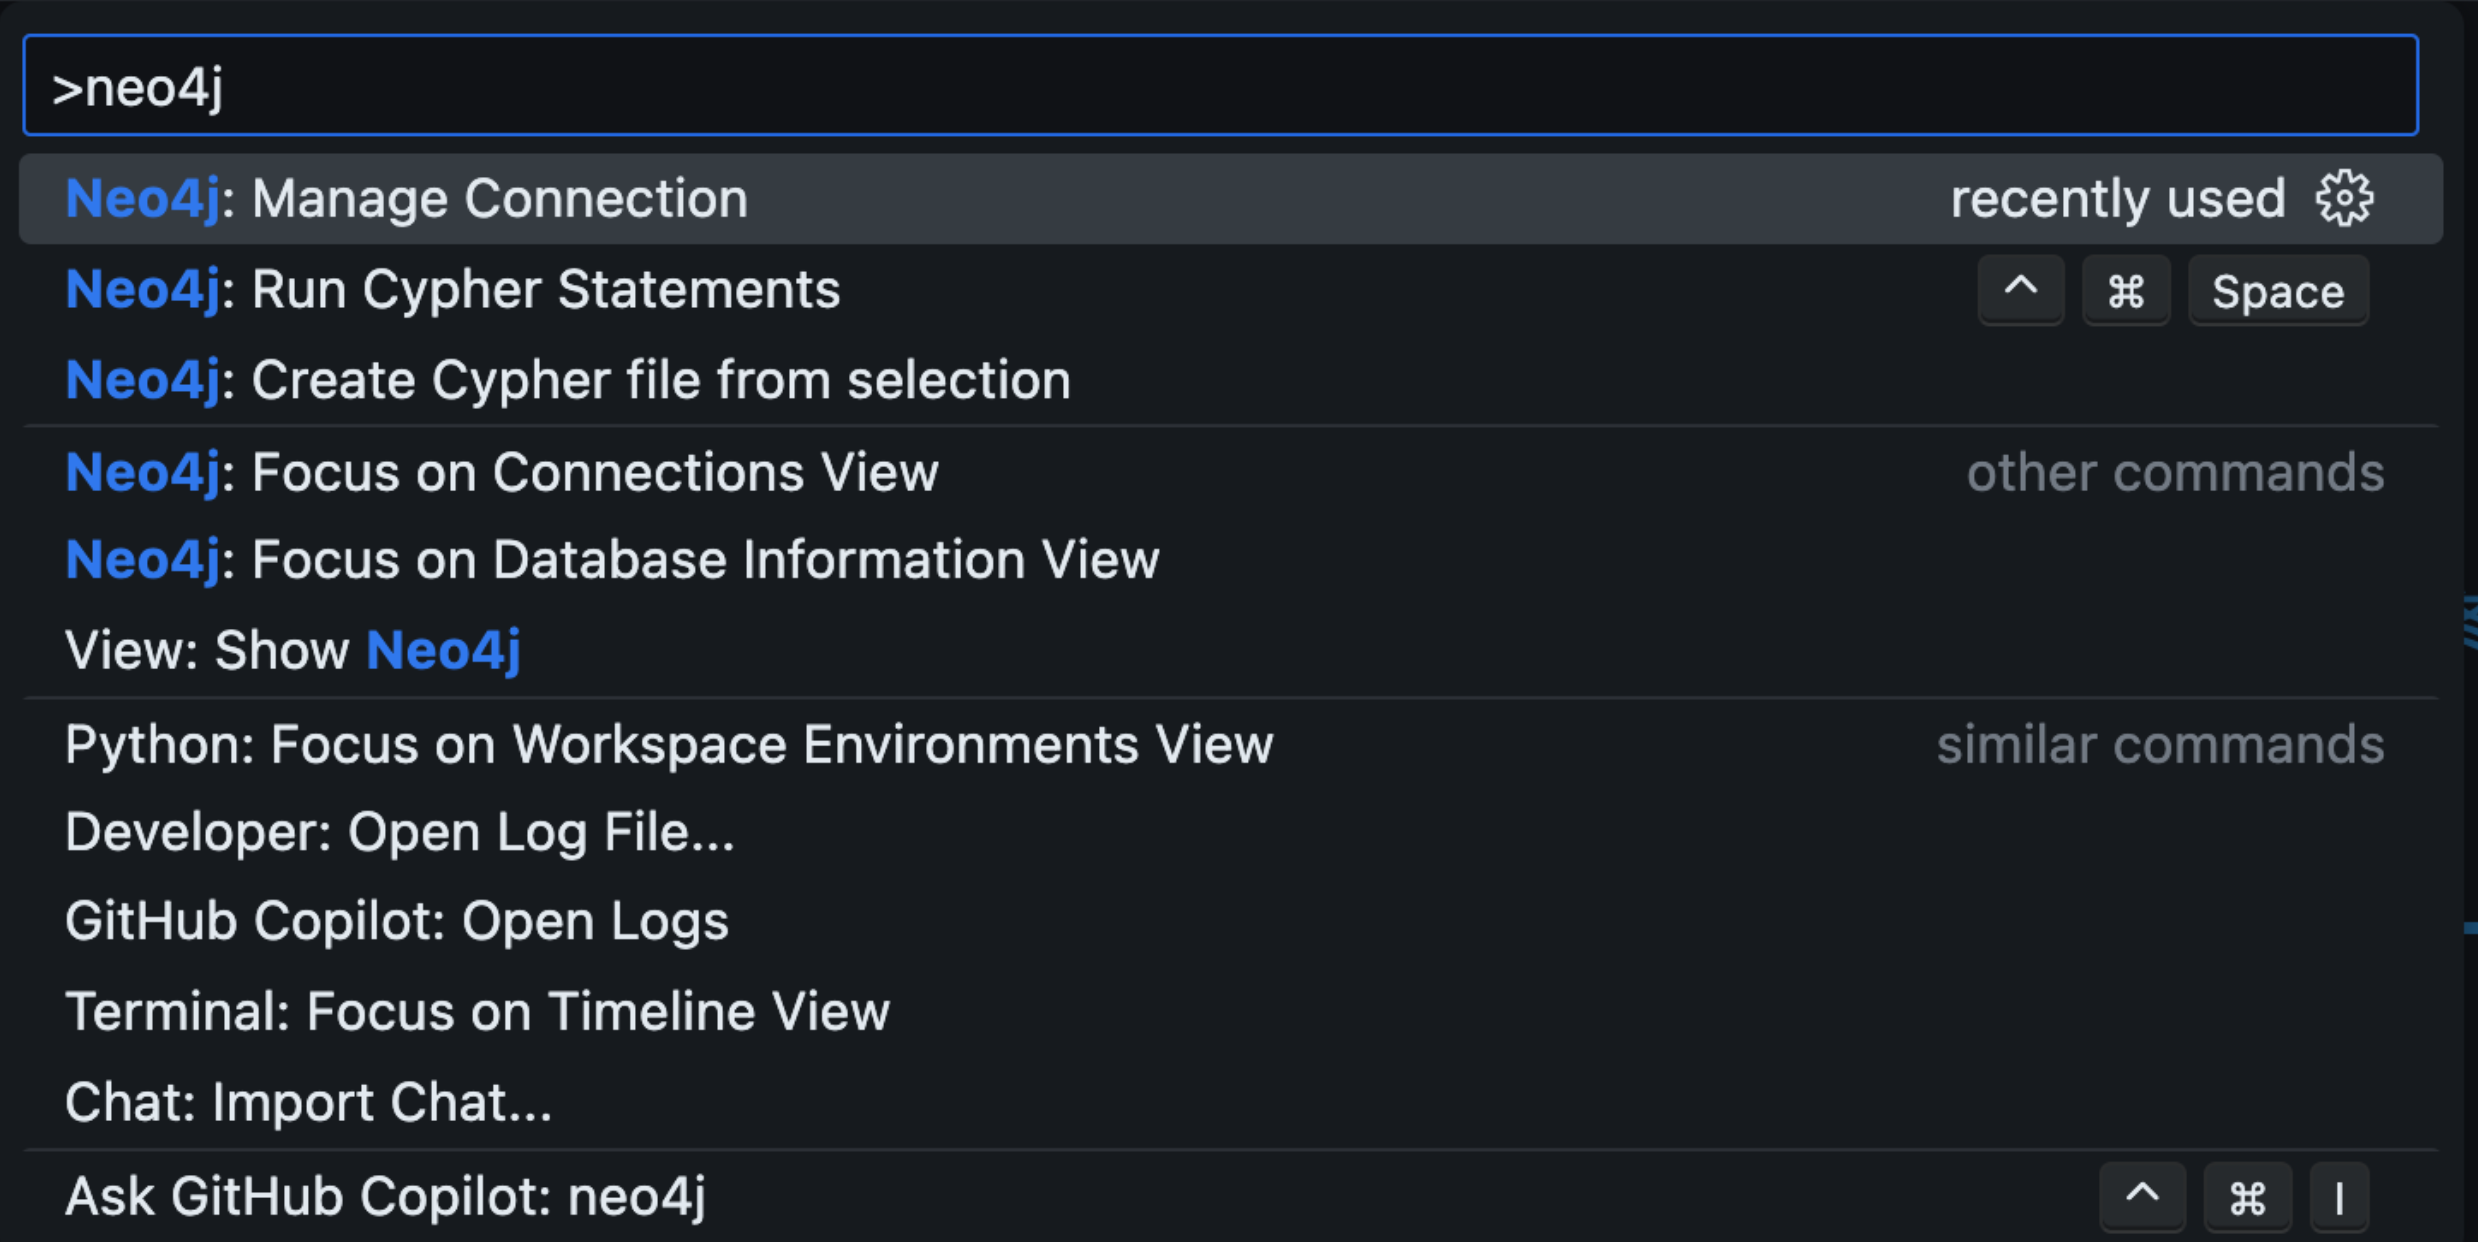 >neo4j
Neo4j: Manage Connection recently used
Neo4j: Run Cypher Statements ^ ⌘ Space
Neo4j: Create Cypher file from selection
Neo4j: Focus on Connections View other commands
Neo4j: Focus on Database Information View
View: Show Neo4j
Python: Focus on Workspace Environments View similar commands
Developer: Open Log File...
GitHub Copilot: Open Logs
Terminal: Focus on Timeline View
Chat: Import Chat...
Ask GitHub Copilot: neo4j ^ ⌘ I